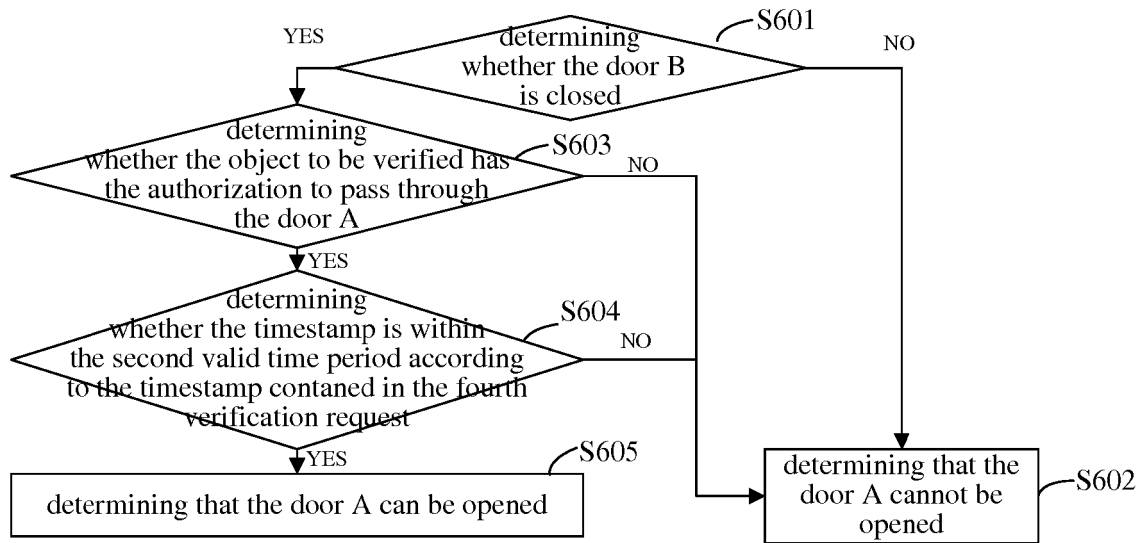 S601
YES
determining
whether the door B
is closed
NO
determining
whether the object to be verified has
the authorization to pass through
the door A
S603
NO
YES
determining
whether the timestamp is within
the second valid time period according
to the timestamp contaned in the fourth
verification request
S604
NO
YES
S605
determining that the door A can be opened
determining that the
door A cannot be
opened
S602